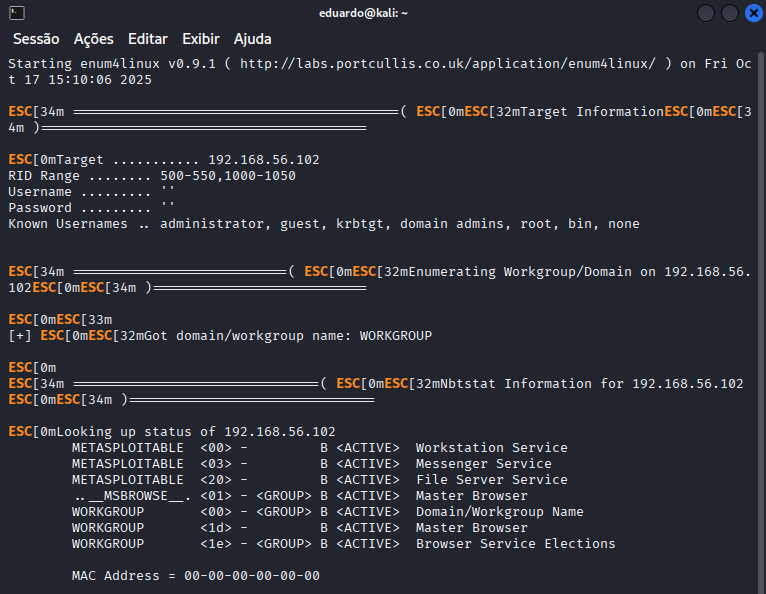 eduardo@kali: ~
Sessão Ações Editar Exibir Ajuda
Starting enum4linux v0.9.1 ( http://labs.portcullis.co.uk/application/enum4linux/ ) on Fri Oc
t 17 15:10:06 2025
ESC[34m =========================================( ESC[0mESC[32mTarget InformationESC[0mESC[3
4m )=========================================
ESC[0mTarget ........... 192.168.56.102
RID Range ........ 500-550,1000-1050
Username ......... ''
Password ......... ''
Known Usernames .. administrator, guest, krbtgt, domain admins, root, bin, none
ESC[34m ===========================( ESC[0mESC[32mEnumerating Workgroup/Domain on 192.168.56.
102ESC[0mESC[34m )===========================
ESC[0mESC[33m
[+] ESC[0mESC[32mGot domain/workgroup name: WORKGROUP
ESC[0m
ESC[34m ===============================( ESC[0mESC[32mNbtstat Information for 192.168.56.102
ESC[0mESC[34m )===============================
ESC[0mLooking up status of 192.168.56.102
METASPLOITABLE <00> - B <ACTIVE> Workstation Service
METASPLOITABLE <03> - B <ACTIVE> Messenger Service
METASPLOITABLE <20> - B <ACTIVE> File Server Service
..__MSBROWSE__. <01> - <GROUP> B <ACTIVE> Master Browser
WORKGROUP <00> - <GROUP> B <ACTIVE> Domain/Workgroup Name
WORKGROUP <1d> - B <ACTIVE> Master Browser
WORKGROUP <1e> - <GROUP> B <ACTIVE> Browser Service Elections
MAC Address = 00-00-00-00-00-00